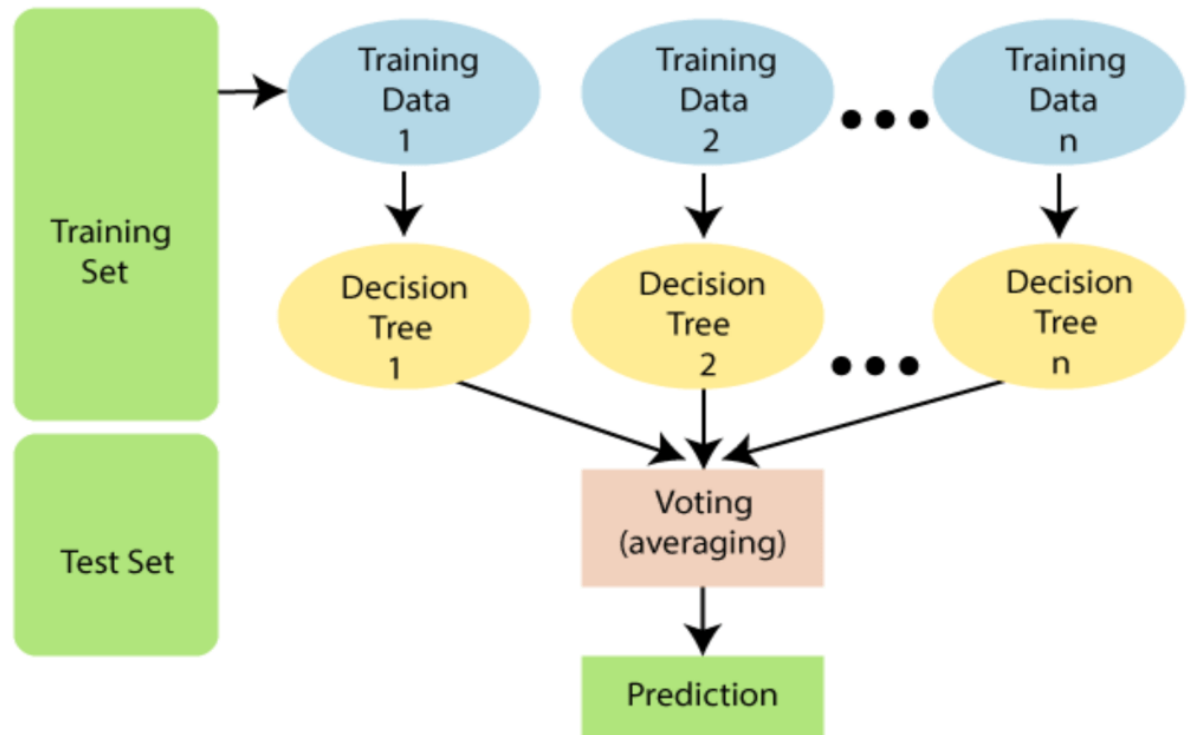 Training
Set
Test Set
Training
Data
1
Training
Data
2
Training
Data
n
Decision
Tree
1
Decision
Tree
2
Decision
Tree
n
Voting
(averaging)
Prediction